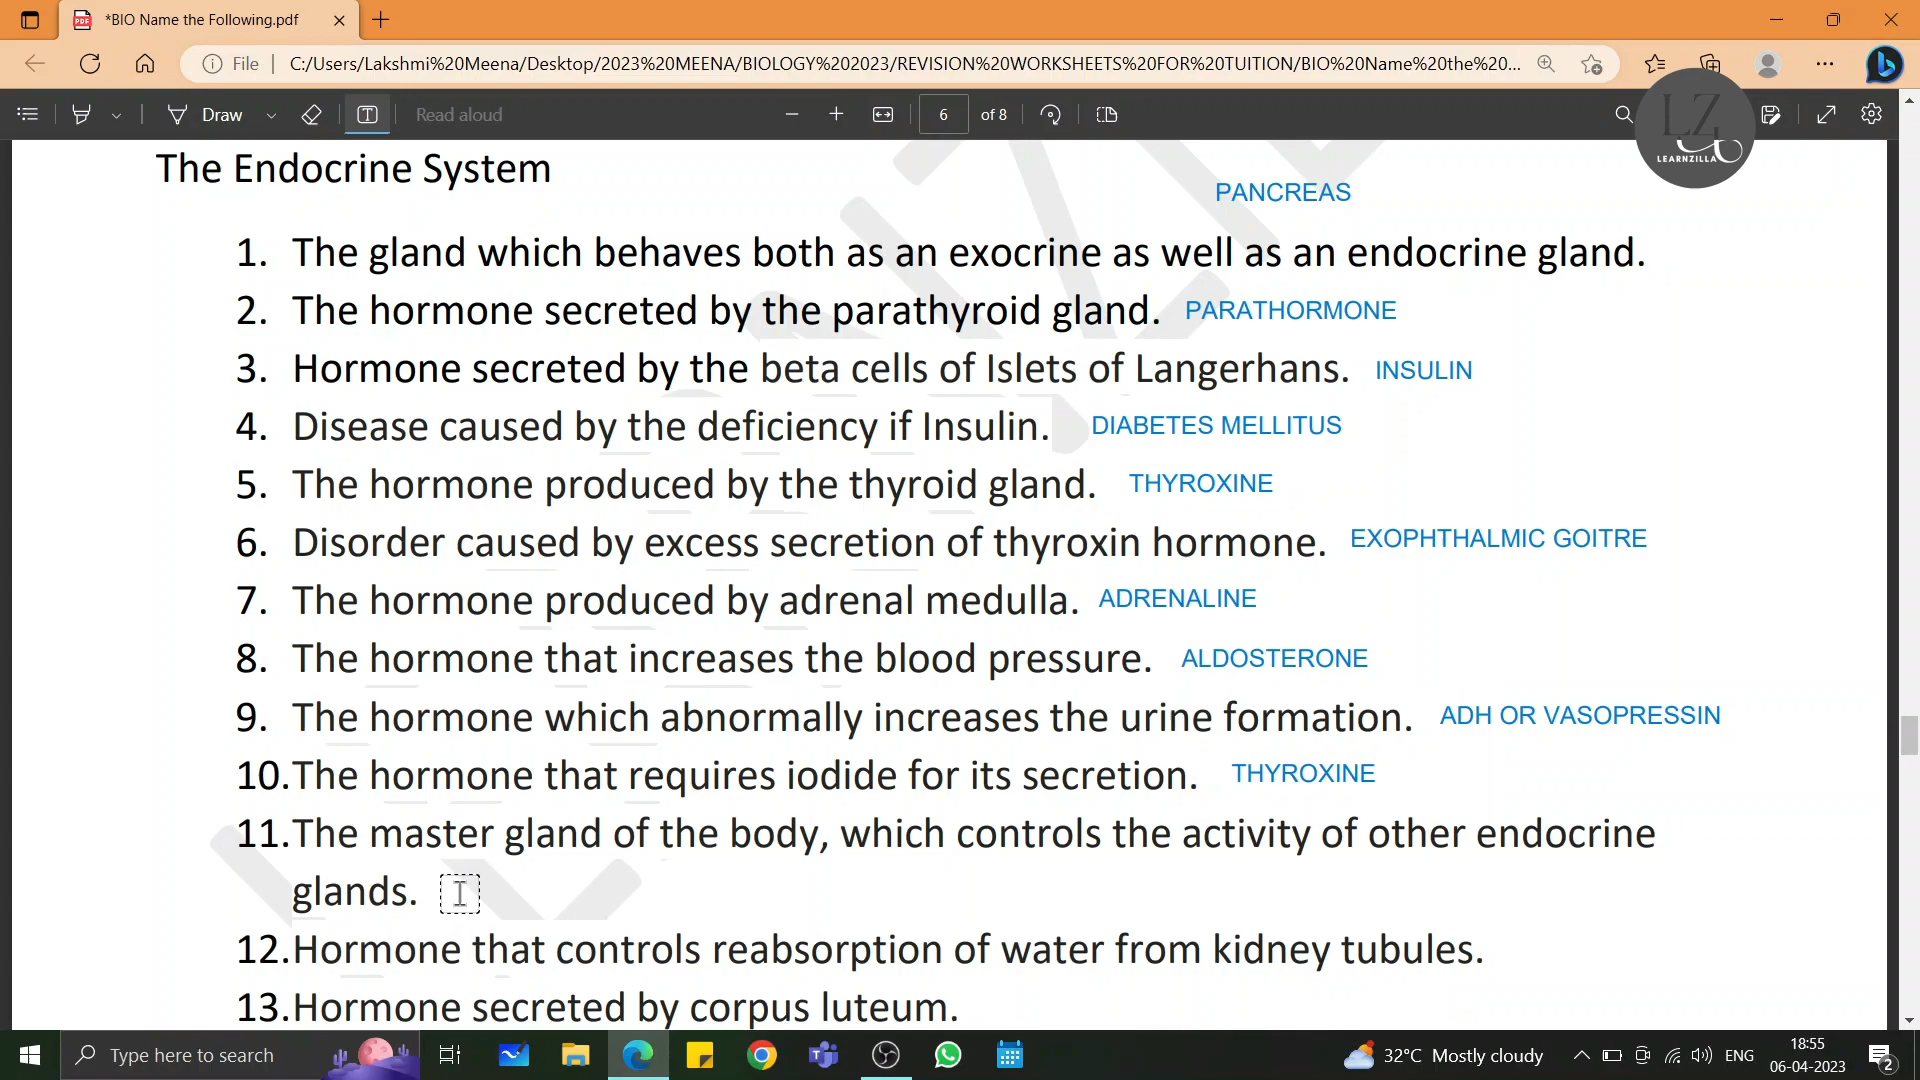 *BIO Name the Following.pdf
File
C:/Users/Lakshmi%20Meena/Desktop/2023%20MEENA/BIOLOGY%202023/REVISION%20WORKSHEETS%20FOR%20TUITION/BIO%20Name%20the%20...
Draw
Read aloud
6 of 8
LZ
LEARNZILLA
The Endocrine System
PANCREAS
1. The gland which behaves both as an exocrine as well as an endocrine gland.
2. The hormone secreted by the parathyroid gland. PARATHORMONE
3. Hormone secreted by the beta cells of Islets of Langerhans. INSULIN
4. Disease caused by the deficiency if Insulin. DIABETES MELLITUS
5. The hormone produced by the thyroid gland. THYROXINE
6. Disorder caused by excess secretion of thyroxin hormone. EXOPHTHALMIC GOITRE
7. The hormone produced by adrenal medulla. ADRENALINE
8. The hormone that increases the blood pressure. ALDOSTERONE
9. The hormone which abnormally increases the urine formation. ADH OR VASOPRESSIN
10. The hormone that requires iodide for its secretion. THYROXINE
11. The master gland of the body, which controls the activity of other endocrine
glands.
12. Hormone that controls reabsorption of water from kidney tubules.
13. Hormone secreted by corpus luteum.
Type here to search
32°C Mostly cloudy
ENG
18:55
06-04-2023
2